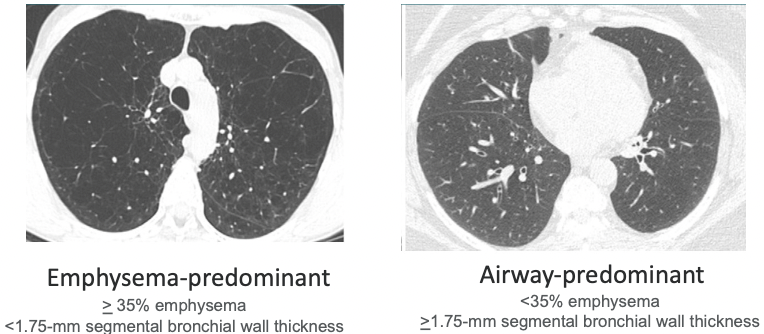 Emphysema-predominant
≥ 35% emphysema
<1.75-mm segmental bronchial wall thickness
Airway-predominant
<35% emphysema
≥1.75-mm segmental bronchial wall thickness